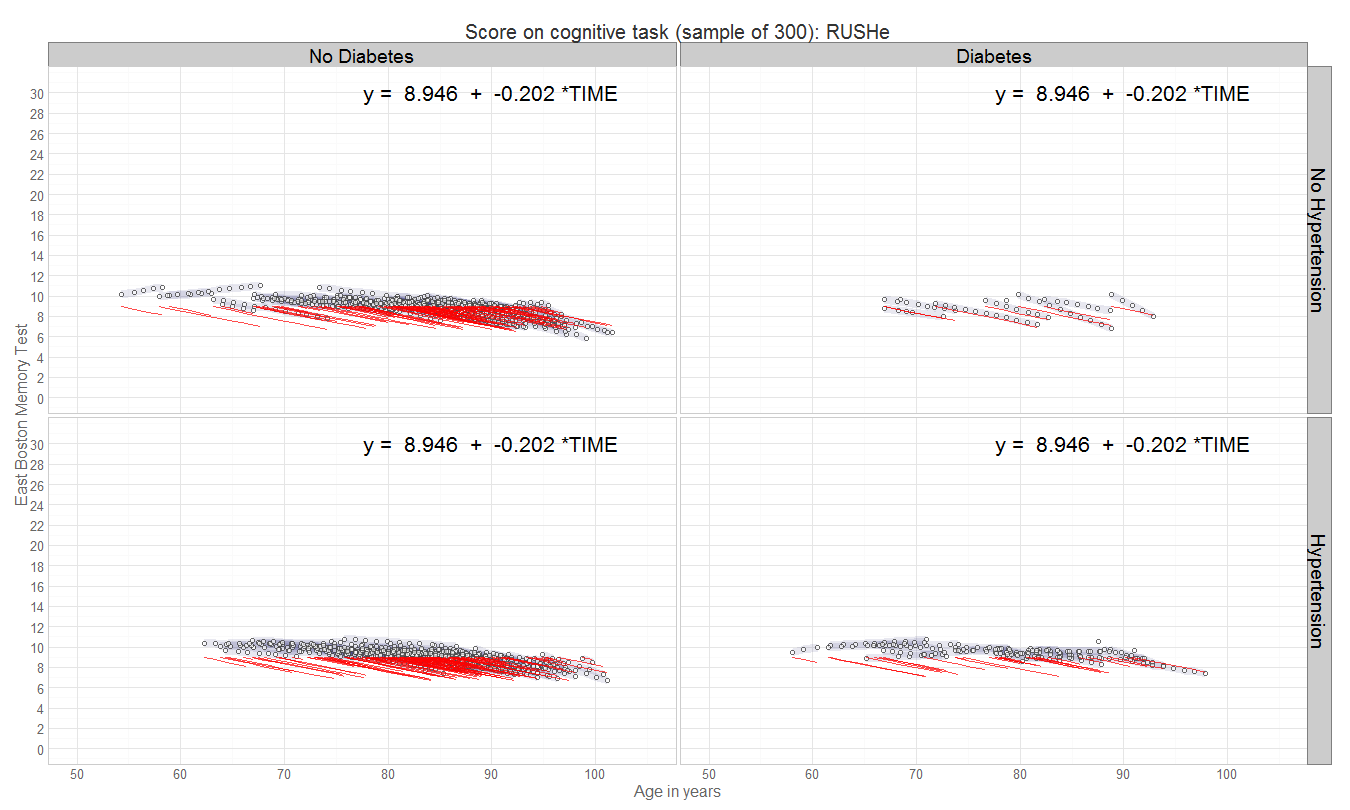 Score on cognitive task (sample of 300): RUSHe
No Diabetes
Diabetes
y = 8.946 + -0.202 *TIME
y = 8.946 + -0.202 *TIME
30
28
26
24
22
20
18
16
14
12
10
8
6
4
2
0
No Hypertension
East Boston Memory Test
y = 8.946 + -0.202 *TIME
y = 8.946 + -0.202 *TIME
30
28
26
24
22
20
18
16
14
12
10
8
6
4
2
0
Hypertension
50 60 70 80 90 100
50 60 70 80 90 100
Age in years